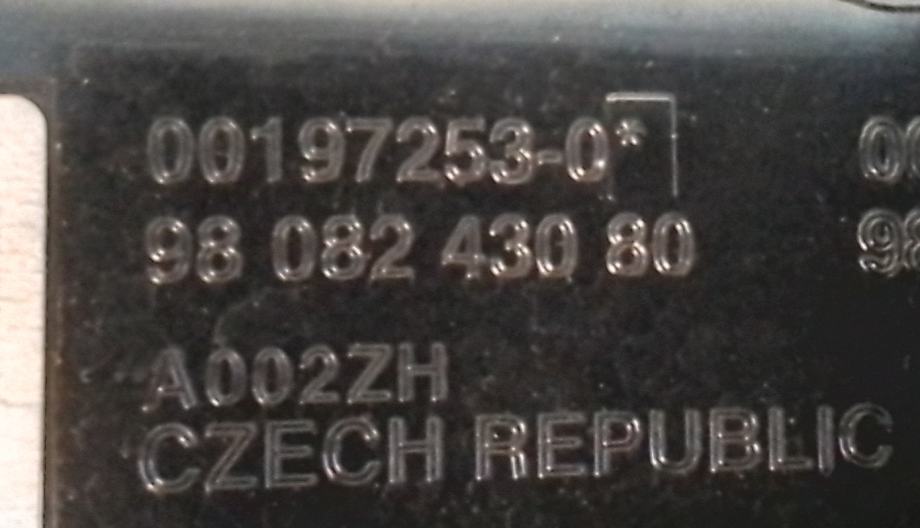 00197253-0*
98 082 430 80
A002ZH
CZECH REPUBLIC